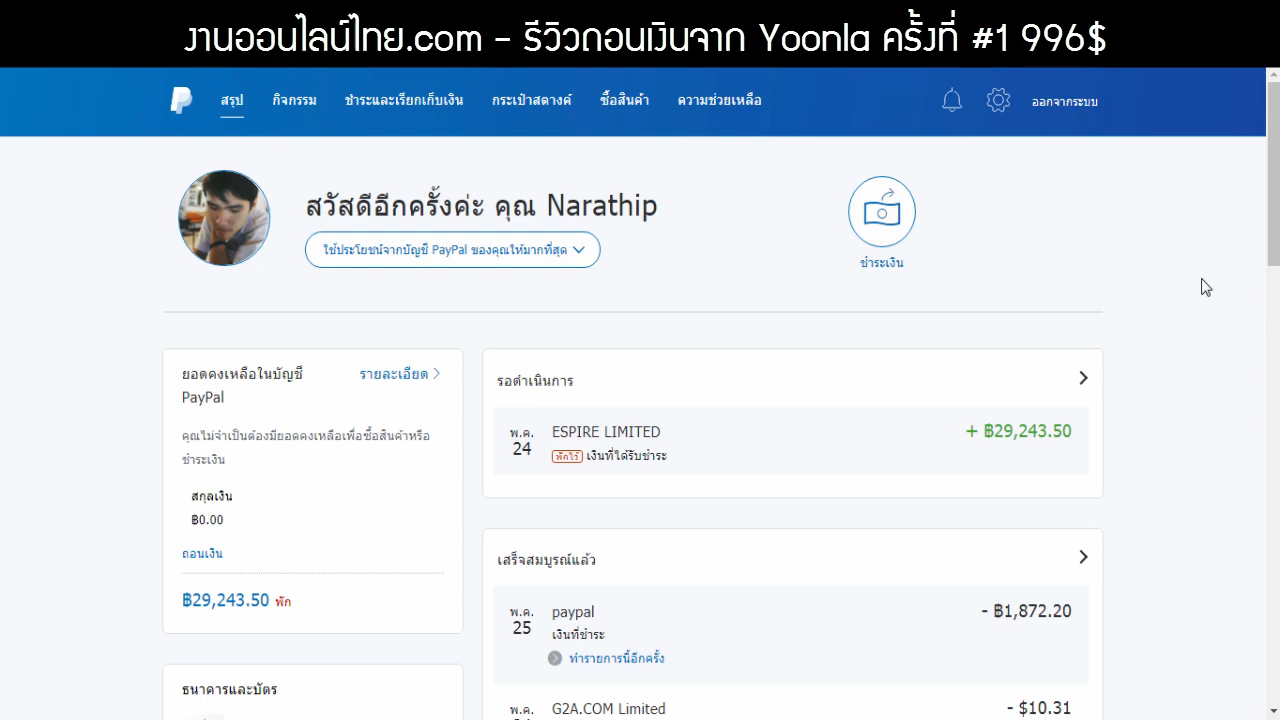 งานออนไลน์ไทย.com - รีวิวถอนเงินจาก Yoonla ครั้งที่ #1 996$
สรุป กิจกรรม ชำระและเรียกเก็บเงิน กระเป๋าสตางค์ ซื้อสินค้า ความช่วยเหลือ ออกจากระบบ
สวัสดีอีกครั้งค่ะ คุณ Narathip
ใช้ประโยชน์จากบัญชี PayPal ของคุณให้มากที่สุด
ชำระเงิน
ยอดคงเหลือในบัญชี รายละเอียด
PayPal
คุณไม่จำเป็นต้องมียอดคงเหลือเพื่อซื้อสินค้าหรือ
ชำระเงิน
สกุลเงิน
฿0.00
ถอนเงิน
฿29,243.50 พัก
ธนาคารและบัตร
รอดำเนินการ
พ.ค. 24 ESPIRE LIMITED + ฿29,243.50
พักไว้ เงินที่ได้รับชำระ
เสร็จสมบูรณ์แล้ว
พ.ค. 25 paypal - ฿1,872.20
เงินที่ชำระ
ทำรายการนี้อีกครั้ง
พ.ค. G2A.COM Limited - $10.31